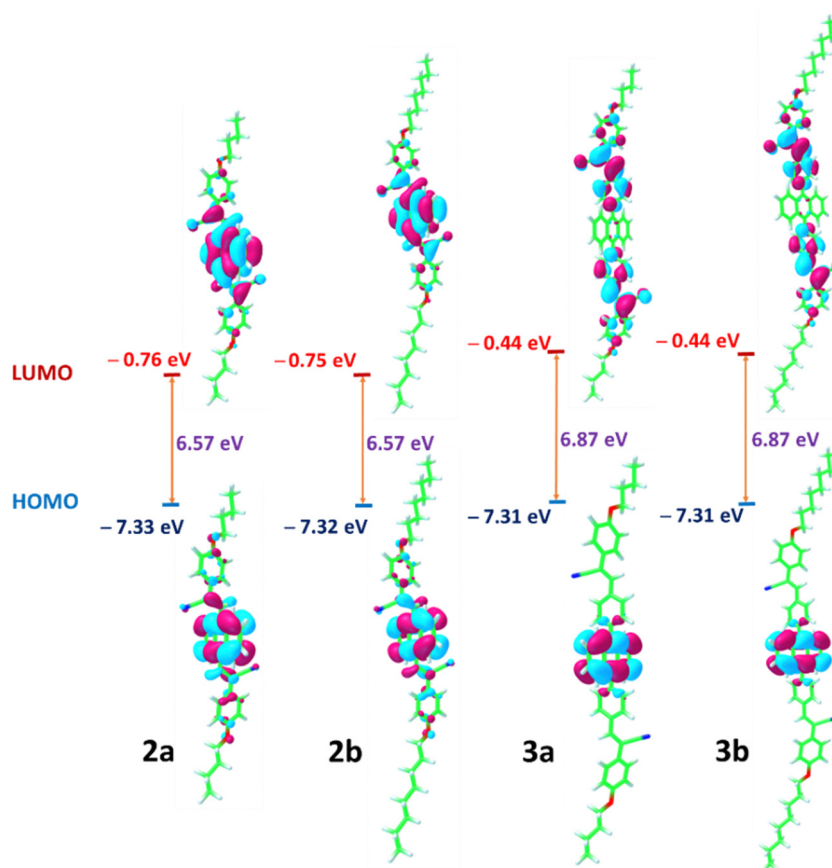 − 0.76 eV
− 0.75 eV
− 0.44 eV
− 0.44 eV
LUMO
6.57 eV
6.57 eV
6.87 eV
6.87 eV
HOMO
− 7.33 eV
− 7.32 eV
− 7.31 eV
− 7.31 eV
2a
2b
3a
3b